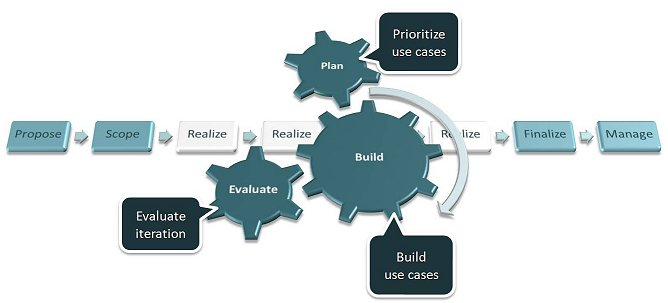 Prioritize
use cases
Plan
Propose
Scope
Realize
Realize
Realize
Finalize
Manage
Build
Evaluate
Evaluate
iteration
Build
use cases